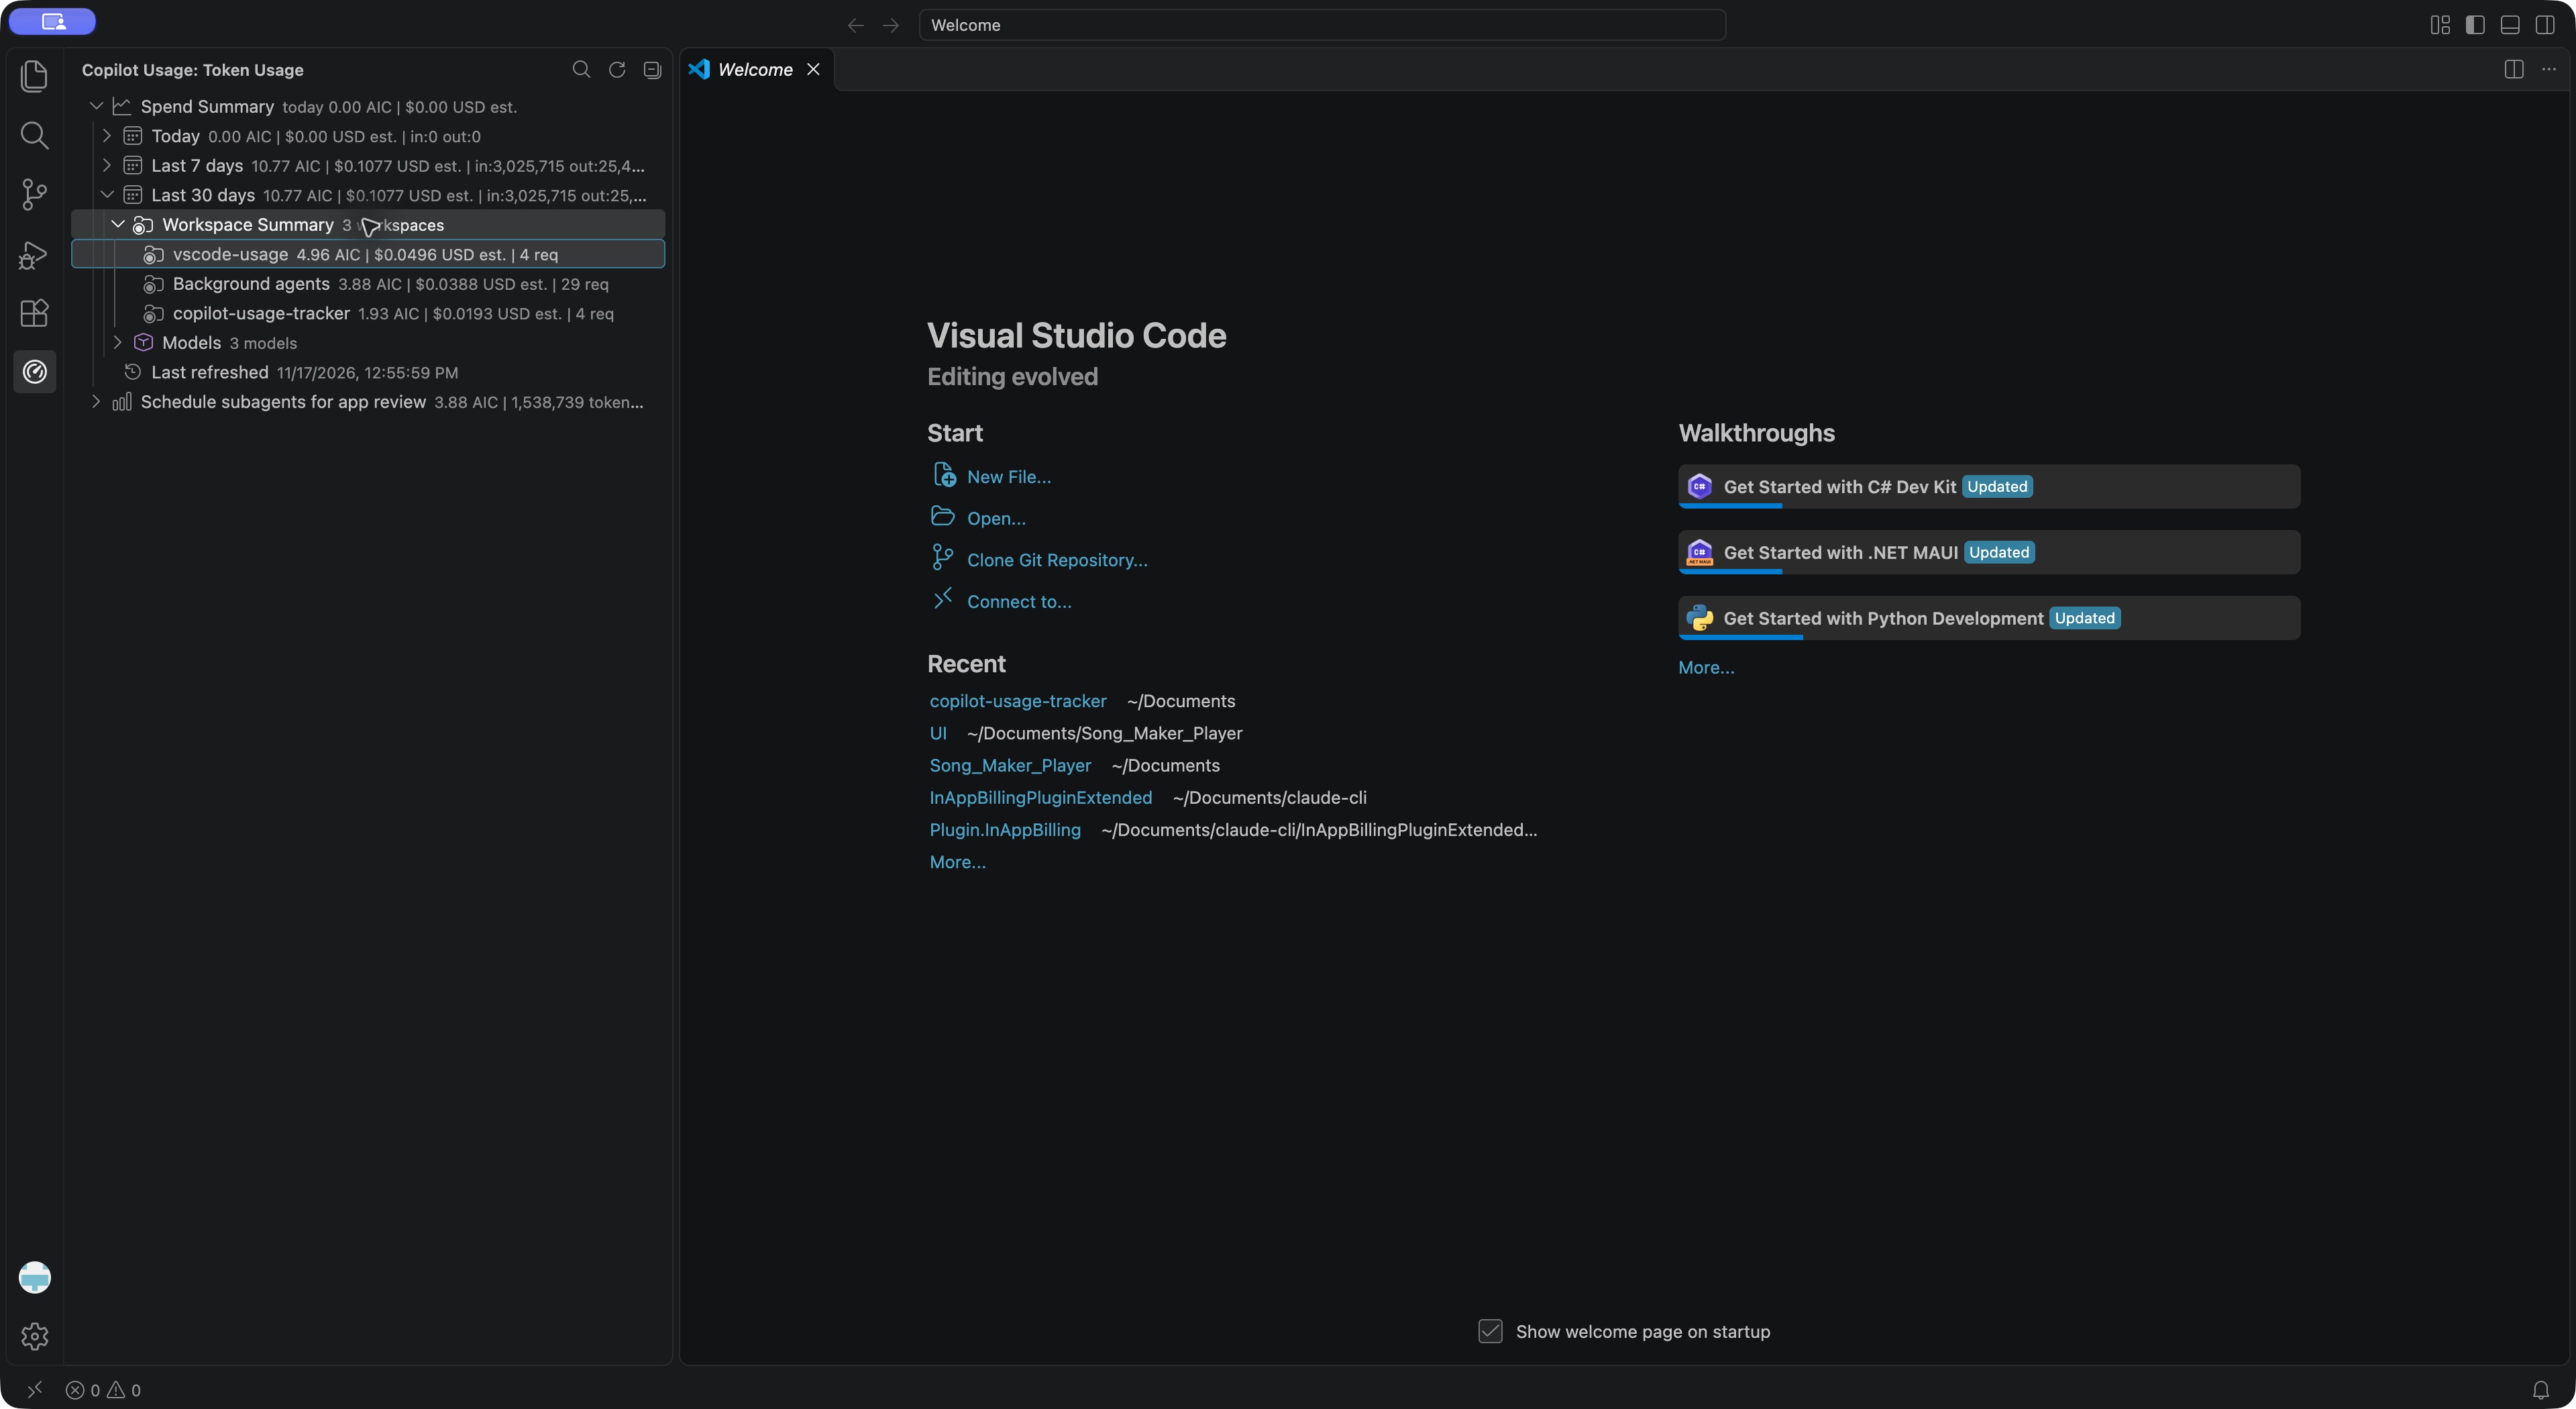 Welcome
Copilot Usage: Token Usage
Spend Summary today 0.00 AIC | $0.00 USD est.
Today 0.00 AIC | $0.00 USD est. | in:0 out:0
Last 7 days 10.77 AIC | $0.1077 USD est. | in:3,025,715 out:25,4...
Last 30 days 10.77 AIC | $0.1077 USD est. | in:3,025,715 out:25,...
Workspace Summary 3 workspaces
vscode-usage 4.96 AIC | $0.0496 USD est. | 4 req
Background agents 3.88 AIC | $0.0388 USD est. | 29 req
copilot-usage-tracker 1.93 AIC | $0.0193 USD est. | 4 req
Models 3 models
Last refreshed 11/17/2026, 12:55:59 PM
Schedule subagents for app review 3.88 AIC | 1,538,739 token...
Welcome
Visual Studio Code
Editing evolved
Start
New File...
Open...
Clone Git Repository...
Connect to...
Recent
copilot-usage-tracker ~/Documents
UI ~/Documents/Song_Maker_Player
Song_Maker_Player ~/Documents
InAppBillingPluginExtended ~/Documents/claude-cli
Plugin.InAppBilling ~/Documents/claude-cli/InAppBillingPluginExtended...
More...
Walkthroughs
C# Get Started with C# Dev Kit Updated
C# .NET MAUI Get Started with .NET MAUI Updated
Get Started with Python Development Updated
More...
Show welcome page on startup
0 0